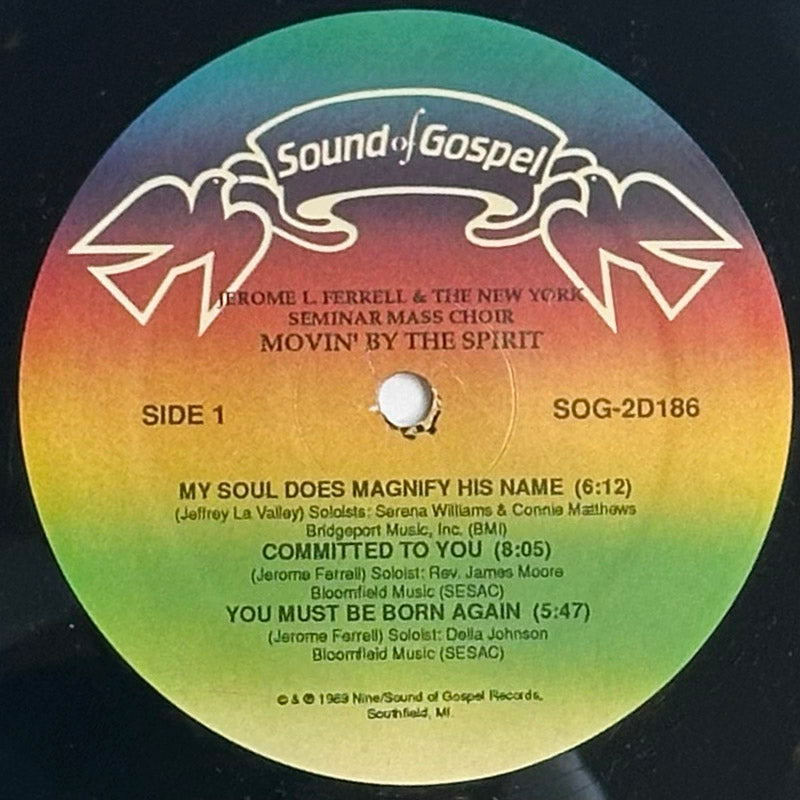 Sound of Gospel
JEROME L. FERRELL & THE NEW YORK
SEMINAR MASS CHOIR
MOVIN' BY THE SPIRIT
SIDE 1
SOG-2D186
MY SOUL DOES MAGNIFY HIS NAME (6:12)
(Jeffrey La Valley) Soloists: Serena Williams & Connie Matthews
Bridgeport Music, Inc. (BMI)
COMMITTED TO YOU (8:05)
(Jerome Ferrell) Soloist: Rev. James Moore
Bloomfield Music (SESAC)
YOU MUST BE BORN AGAIN (5:47)
(Jerome Ferrell) Soloist: Della Johnson
Bloomfield Music (SESAC)
© & ℗ 1989 Nine/Sound of Gospel Records,
Southfield, MI.